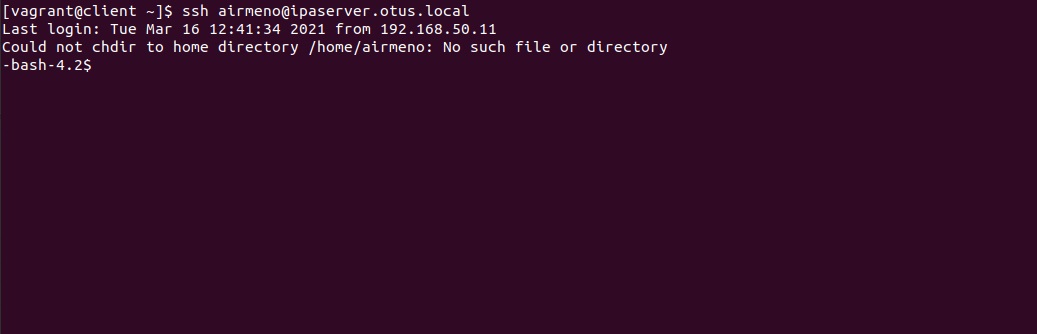 [vagrant@client ~]$ ssh airmeno@ipaserver.otus.local
Last login: Tue Mar 16 12:41:34 2021 from 192.168.50.11
Could not chdir to home directory /home/airmeno: No such file or directory
-bash-4.2$